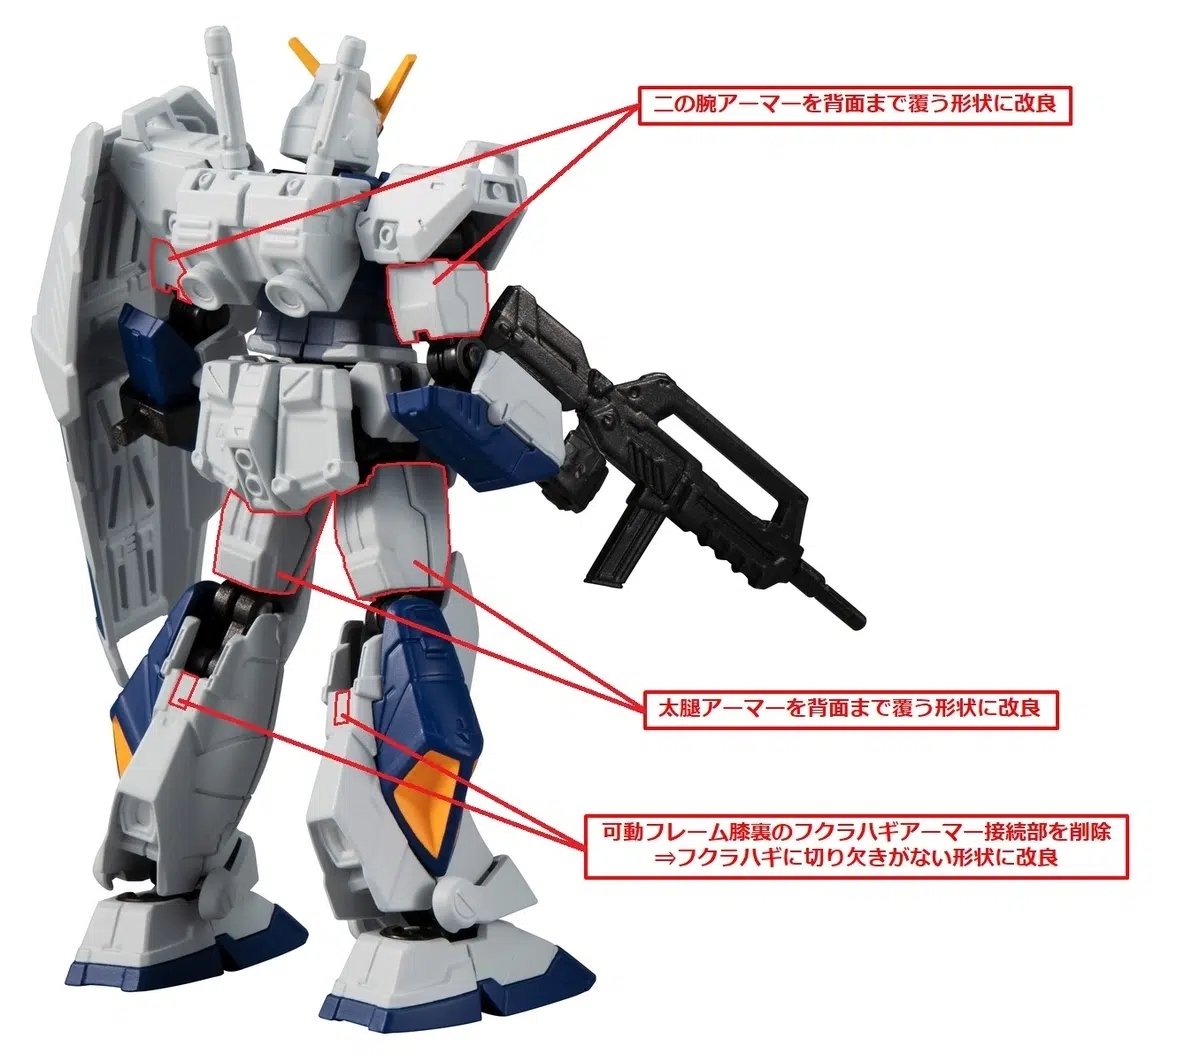 二の腕アーマーを背面まで覆う形状に改良
太腿アーマーを背面まで覆う形状に改良
可動フレーム膝裏のフクラハギアーマー接続部を削除
⇒フクラハギに切り欠きがない形状に改良